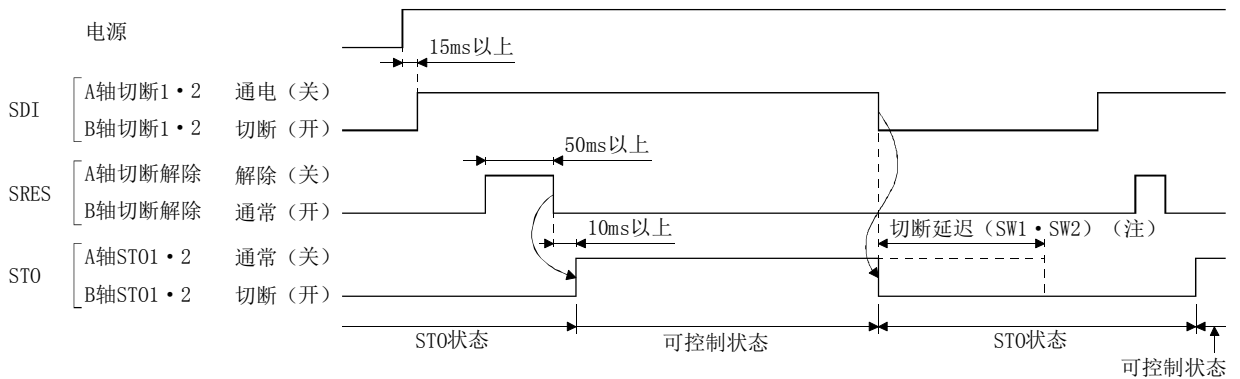 电源
15ms以上
SDI
A轴切断1・2 通电（关）
B轴切断1・2 切断（开）
50ms以上
SRES
A轴切断解除 解除（关）
B轴切断解除 通常（开）
10ms以上
切断延迟（SW1・SW2）（注）
STO
A轴STO1・2 通常（关）
B轴STO1・2 切断（开）
STO状态
可控制状态
STO状态
可控制状态